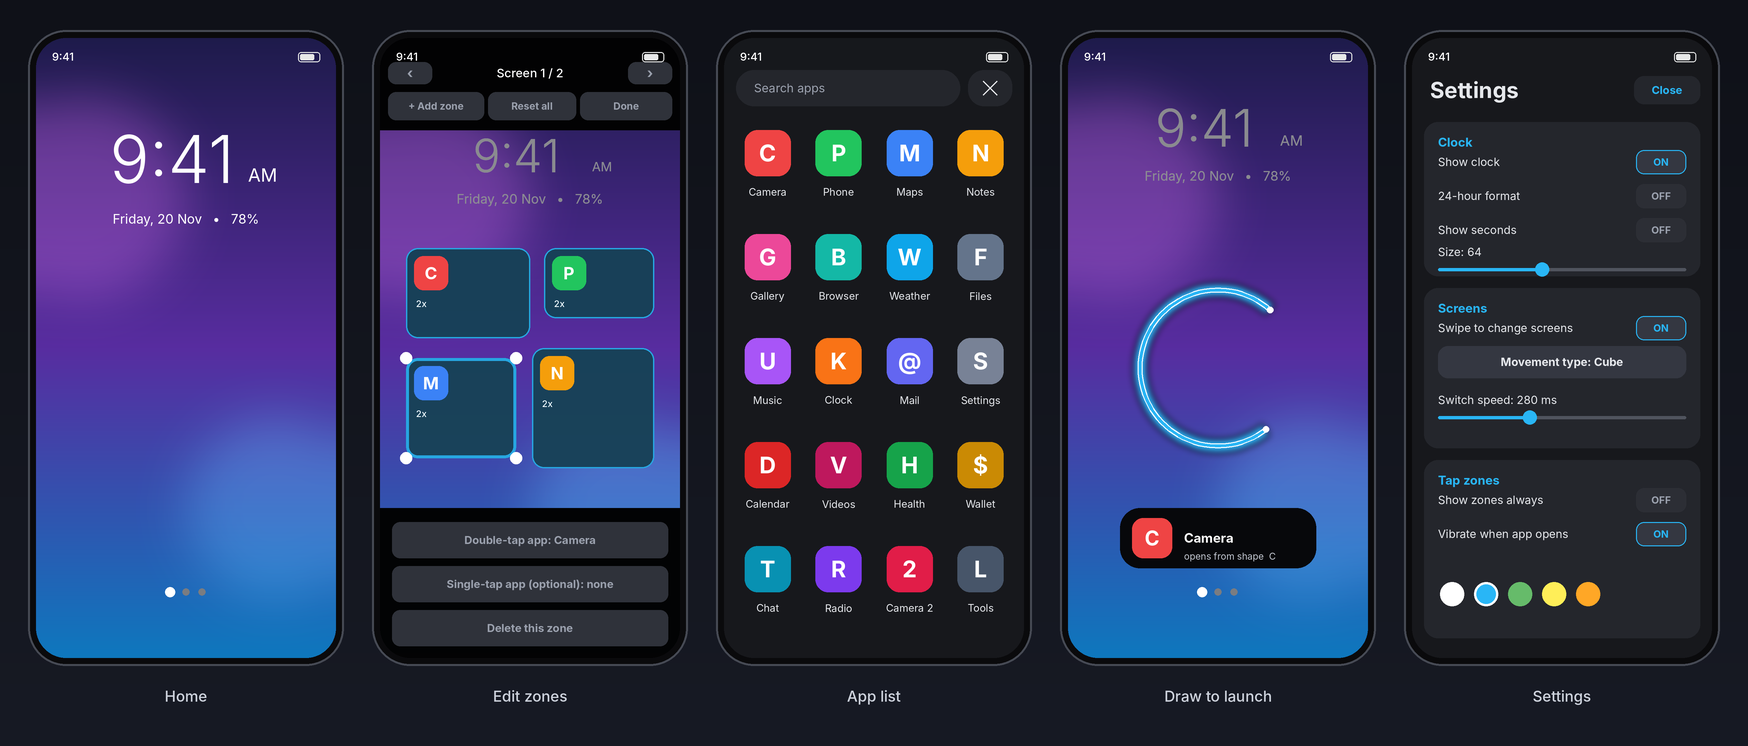 9:41
9:41 AM
Friday, 20 Nov • 78%
Home
9:41
‹ Screen 1 / 2 ›
+ Add zone Reset all Done
9:41 AM
Friday, 20 Nov • 78%
C
2x
P
2x
M
2x
N
2x
Double-tap app: Camera
Single-tap app (optional): none
Delete this zone
Edit zones
9:41
Search apps
C P M N
Camera Phone Maps Notes
G B W F
Gallery Browser Weather Files
U K @ S
Music Clock Mail Settings
D V H $
Calendar Videos Health Wallet
T R 2 L
Chat Radio Camera 2 Tools
App list
9:41
9:41 AM
Friday, 20 Nov • 78%
C
Camera
opens from shape C
Draw to launch
9:41
Settings Close
Clock
Show clock ON
24-hour format OFF
Show seconds OFF
Size: 64
Screens
Swipe to change screens ON
Movement type: Cube
Switch speed: 280 ms
Tap zones
Show zones always OFF
Vibrate when app opens ON
Settings